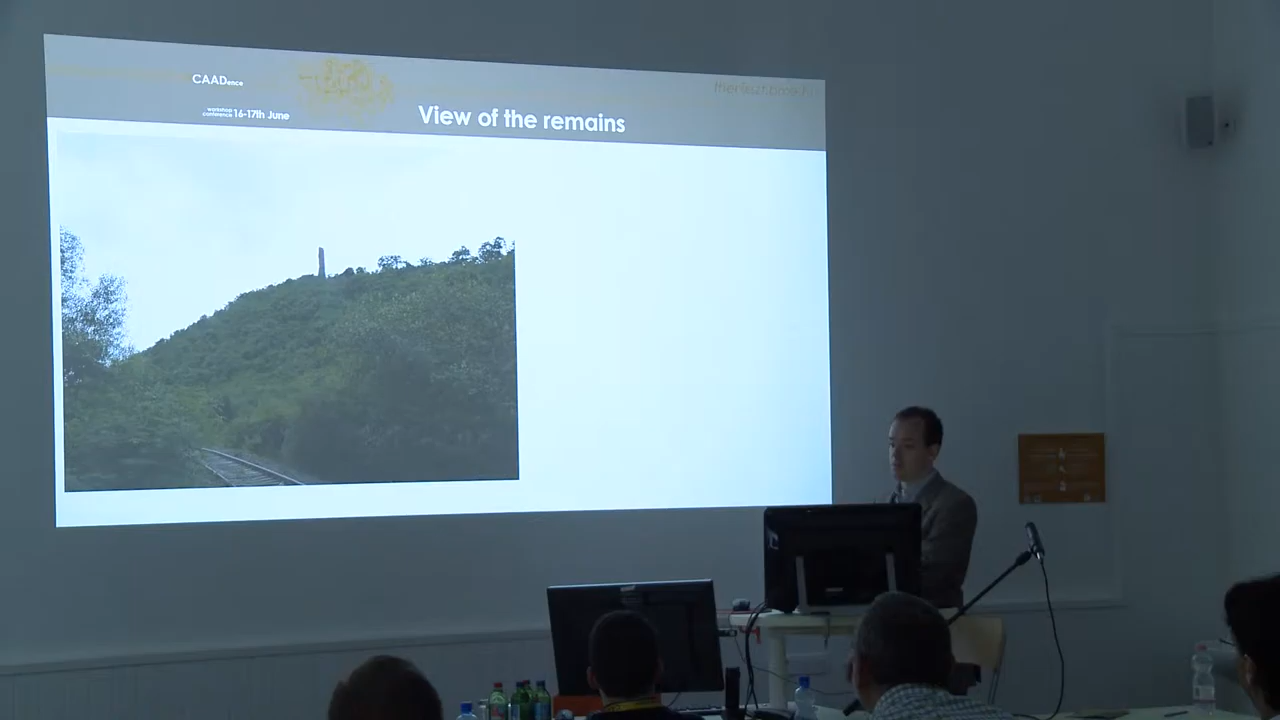 CAADence
workshop
conference 16-17th June
View of the remains